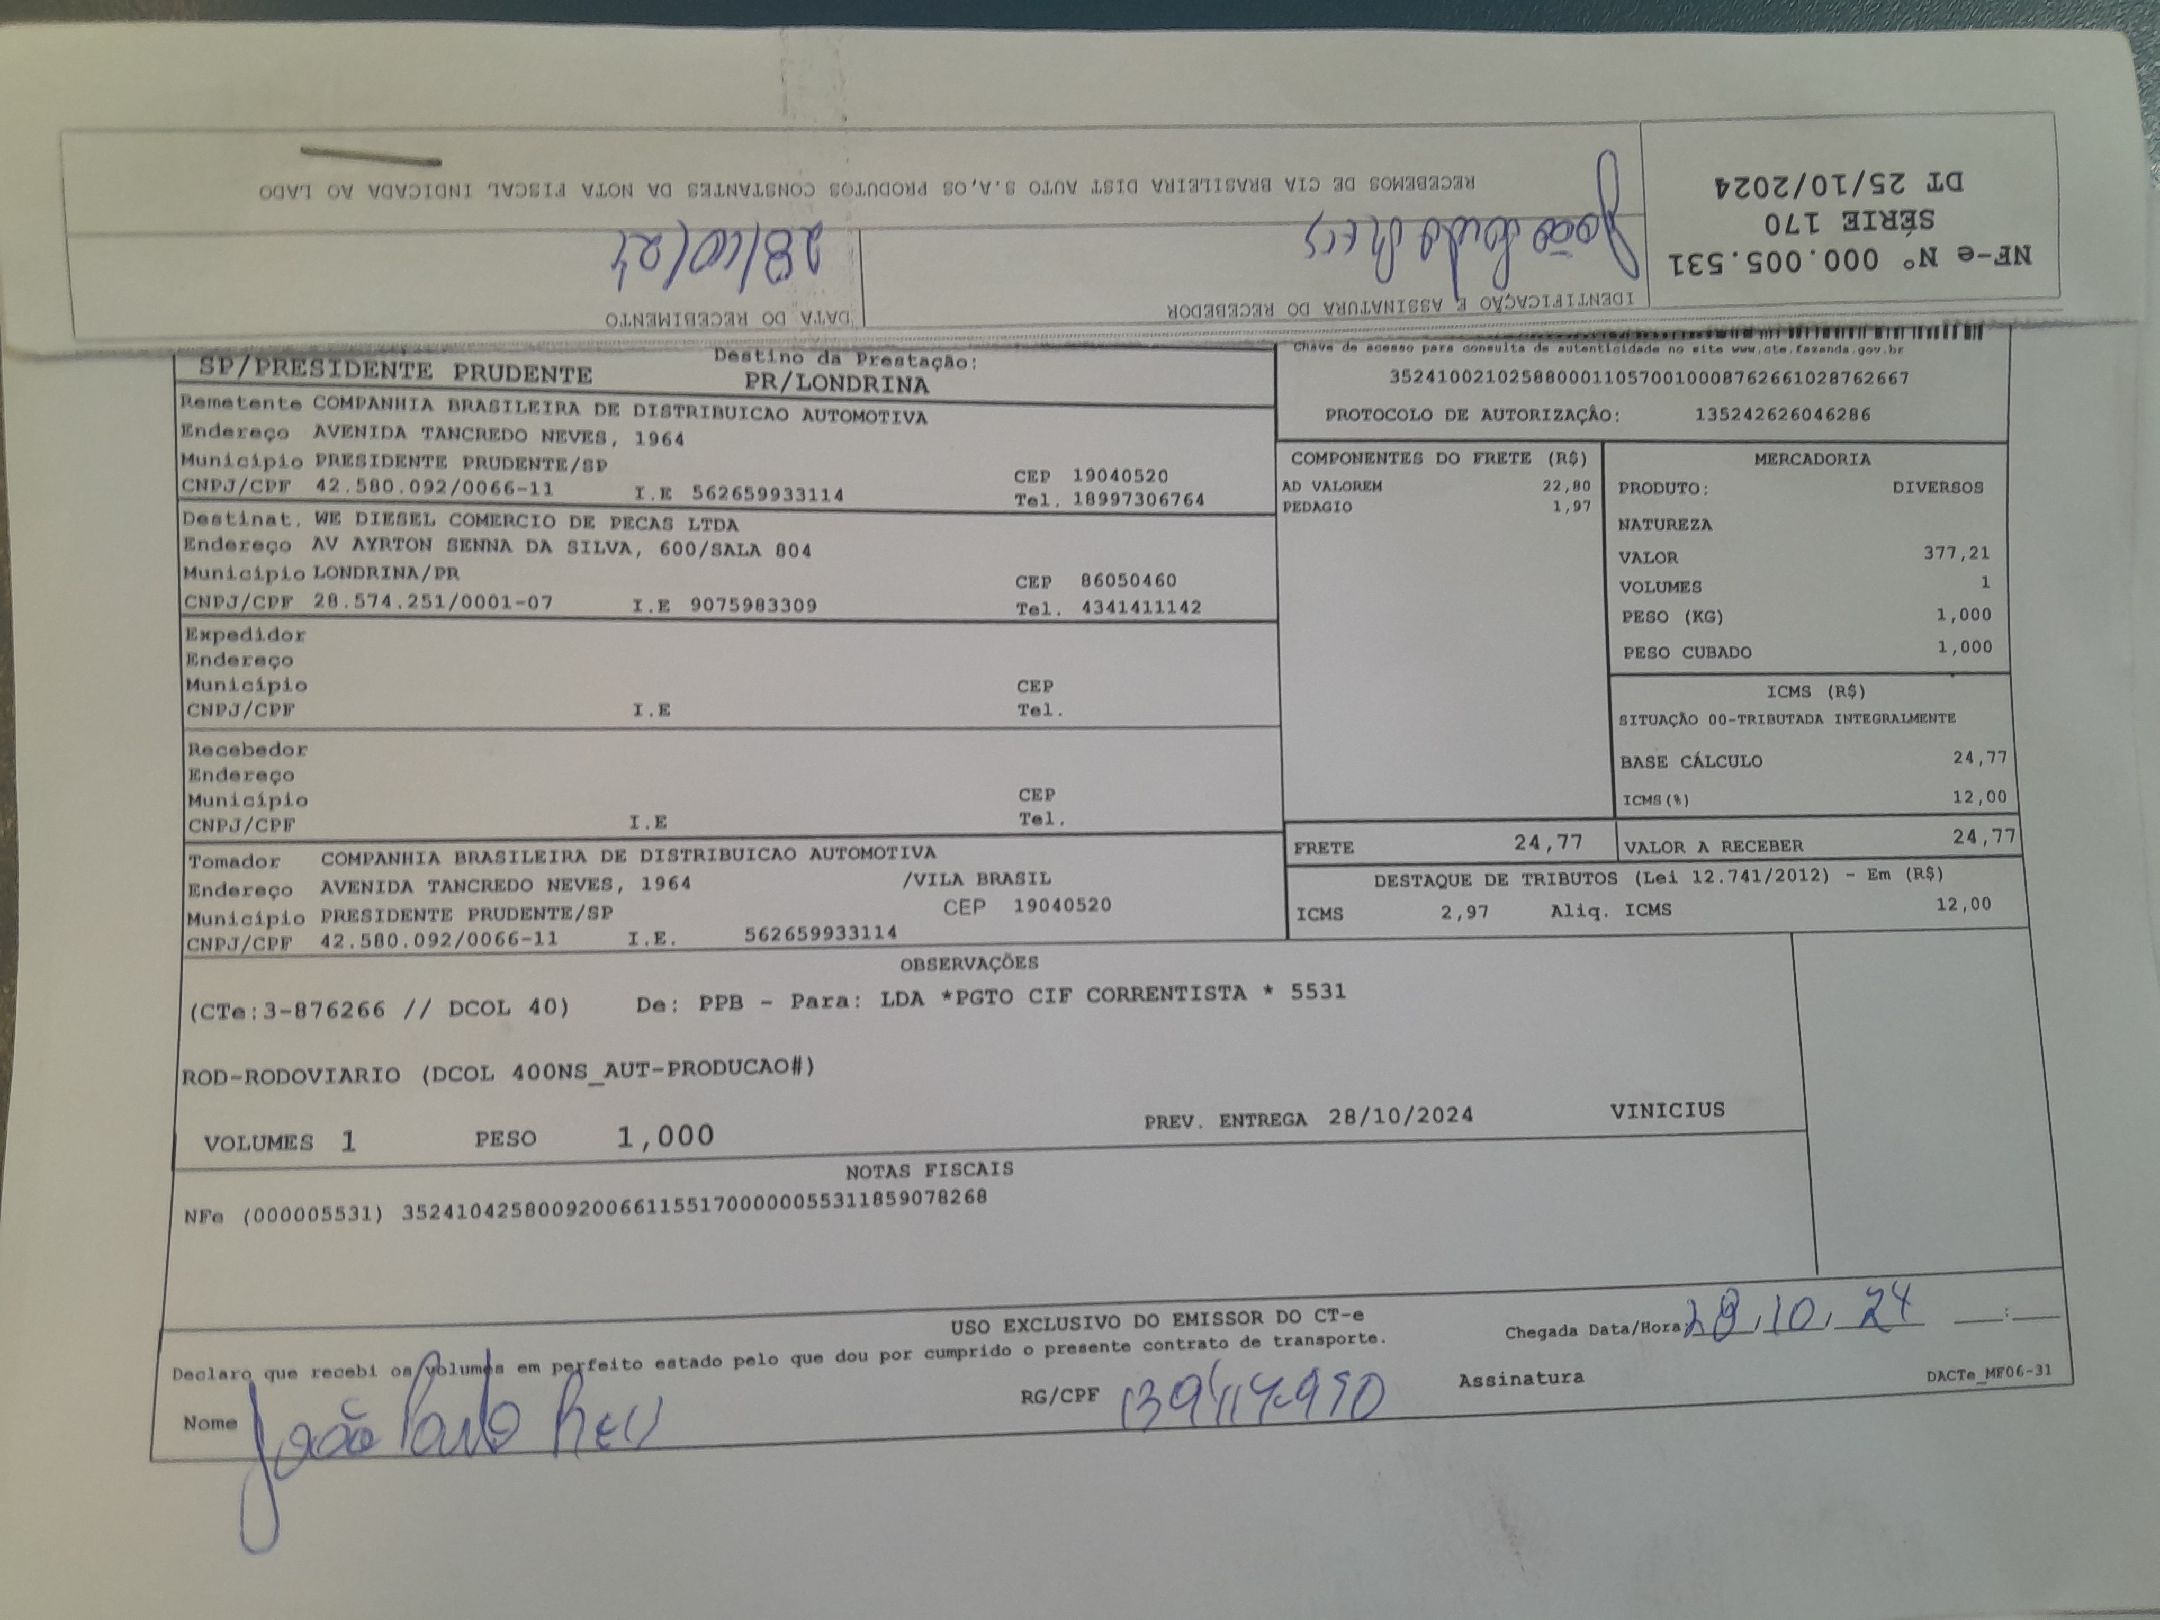 NF-e Nº 000.005.531
SÉRIE 170
DT 25/10/2024
RECEBEMOS DE CIA BRASILEIRA DIST AUTO S.A,OS PRODUTOS CONSTANTES DA NOTA FISCAL INDICADA AO LADO
IDENTIFICAÇÃO E ASSINATURA DO RECEBEDOR
João Paulo Reis
DATA DO RECEBIMENTO
28/10/24
SP/PRESIDENTE PRUDENTE
Destino da Prestação:
PR/LONDRINA
Chave de acesso para consulta de autenticidade no site www.cte.fazenda.gov.br
35241002102588000110570010008762661028762667
PROTOCOLO DE AUTORIZAÇÃO: 135242626046286
Remetente COMPANHIA BRASILEIRA DE DISTRIBUICAO AUTOMOTIVA
Endereço AVENIDA TANCREDO NEVES, 1964
Município PRESIDENTE PRUDENTE/SP CEP 19040520
CNPJ/CPF 42.580.092/0066-11 I.E 562659933114 Tel. 18997306764
Destinat. WE DIESEL COMERCIO DE PECAS LTDA
Endereço AV AYRTON SENNA DA SILVA, 600/SALA 804
Município LONDRINA/PR CEP 86050460
CNPJ/CPF 28.574.251/0001-07 I.E 9075983309 Tel. 4341411142
Expedidor
Endereço
Município CEP
CNPJ/CPF I.E Tel.
Recebedor
Endereço
Município CEP
CNPJ/CPF I.E Tel.
Tomador COMPANHIA BRASILEIRA DE DISTRIBUICAO AUTOMOTIVA
Endereço AVENIDA TANCREDO NEVES, 1964 /VILA BRASIL
Município PRESIDENTE PRUDENTE/SP CEP 19040520
CNPJ/CPF 42.580.092/0066-11 I.E. 562659933114
COMPONENTES DO FRETE (R$)
AD VALOREM 22,80
PEDAGIO 1,97
MERCADORIA
PRODUTO: DIVERSOS
NATUREZA
VALOR 377,21
VOLUMES 1
PESO (KG) 1,000
PESO CUBADO 1,000
ICMS (R$)
SITUAÇÃO 00-TRIBUTADA INTEGRALMENTE
BASE CÁLCULO 24,77
ICMS(%) 12,00
FRETE 24,77 VALOR A RECEBER 24,77
DESTAQUE DE TRIBUTOS (Lei 12.741/2012) - Em (R$)
ICMS 2,97 Aliq. ICMS 12,00
OBSERVAÇÕES
(CTe:3-876266 // DCOL 40) De: PPB - Para: LDA *PGTO CIF CORRENTISTA * 5531
ROD-RODOVIARIO (DCOL 400NS_AUT-PRODUCAO#)
VOLUMES 1 PESO 1,000 PREV. ENTREGA 28/10/2024 VINICIUS
NOTAS FISCAIS
NFe (000005531) 35241042580092006611551700000055311859078268
USO EXCLUSIVO DO EMISSOR DO CT-e
Declaro que recebi os volumes em perfeito estado pelo que dou por cumprido o presente contrato de transporte.
Chegada Data/Hora: 28,10,24 __:__
Nome João Paulo Reis RG/CPF Assinatura
DACTe_MF06-31